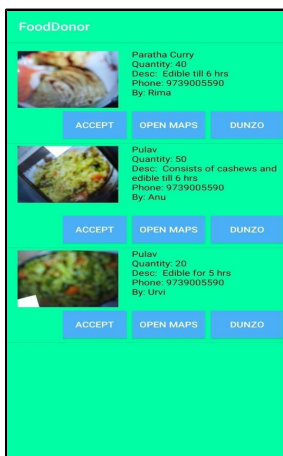 FoodDonor
Paratha Curry
Quantity: 40
Desc: Edible till 6 hrs
Phone: 9739005590
By: Rima
ACCEPT OPEN MAPS DUNZO
Pulav
Quantity: 50
Desc: Consists of cashews and
edible till 6 hrs
Phone: 9739005590
By: Anu
ACCEPT OPEN MAPS DUNZO
Pulav
Quantity: 20
Desc: Edible for 5 hrs
Phone: 9739005590
By: Urvi
ACCEPT OPEN MAPS DUNZO